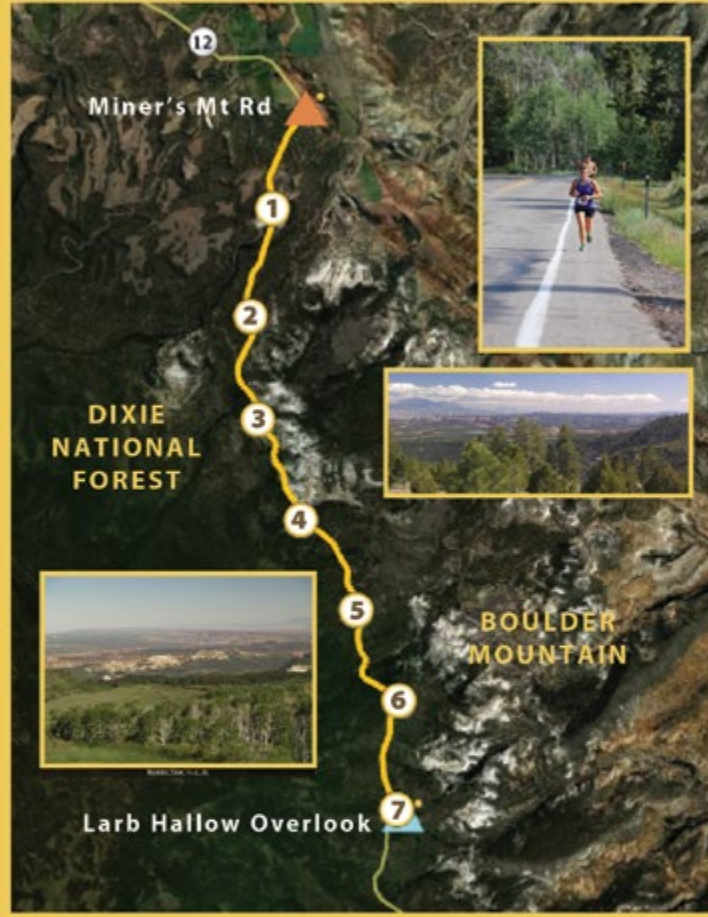 12
Miner's Mt Rd
1
2
3
DIXIE
NATIONAL
FOREST
4
5
BOULDER
MOUNTAIN
6
7
Larb Hallow Overlook